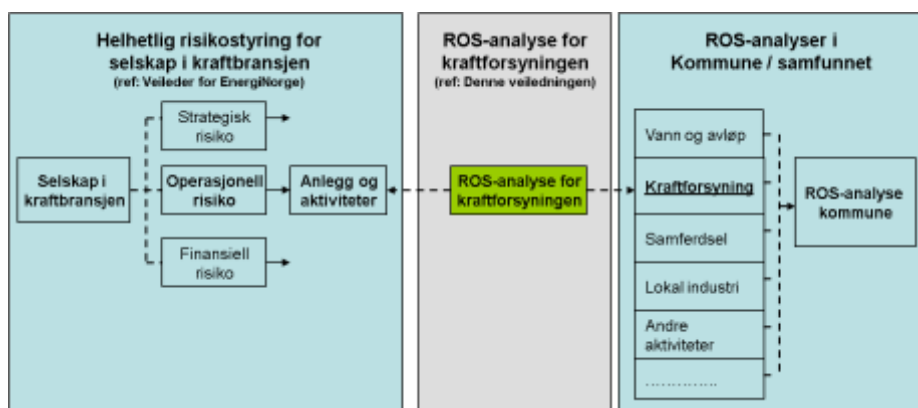 Helhetlig risikostyring for
selskap i kraftbransjen
(ref: Veileder for EnergiNorge)
Strategisk
risiko
Selskap i
kraftbransjen
Operasjonell
risiko
Anlegg og
aktiviteter
Finansiell
risiko
ROS-analyse for
kraftforsyningen
(ref: Denne veiledningen)
ROS-analyse for
kraftforsyningen
ROS-analyser i
Kommune / samfunnet
Vann og avløp
Kraftforsyning
Samferdsel
Lokal industri
Andre
aktiviteter
..............
ROS-analyse
kommune